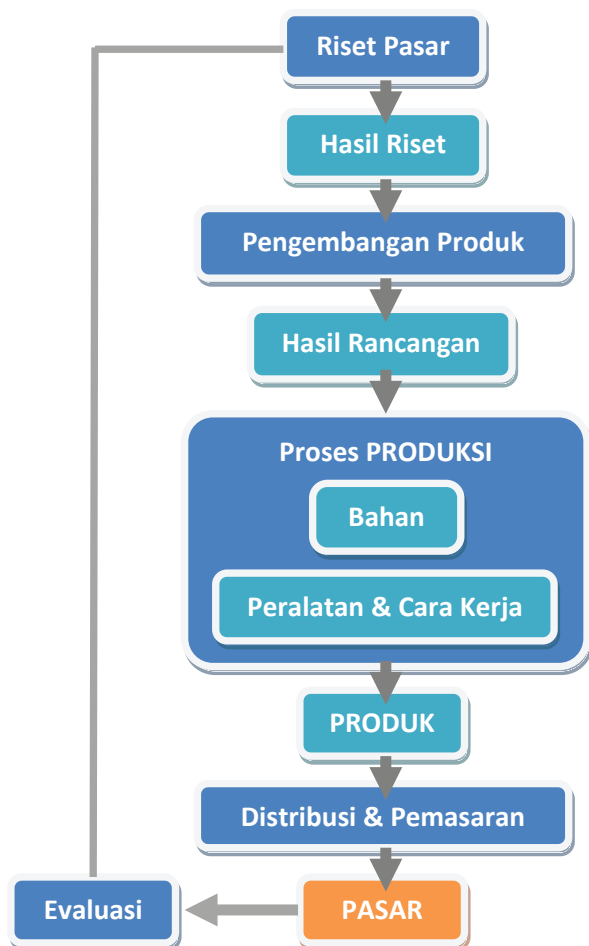 Riset Pasar
Hasil Riset
Pengembangan Produk
Hasil Rancangan
Proses PRODUKSI
Bahan
Peralatan & Cara Kerja
PRODUK
Distribusi & Pemasaran
Evaluasi
PASAR